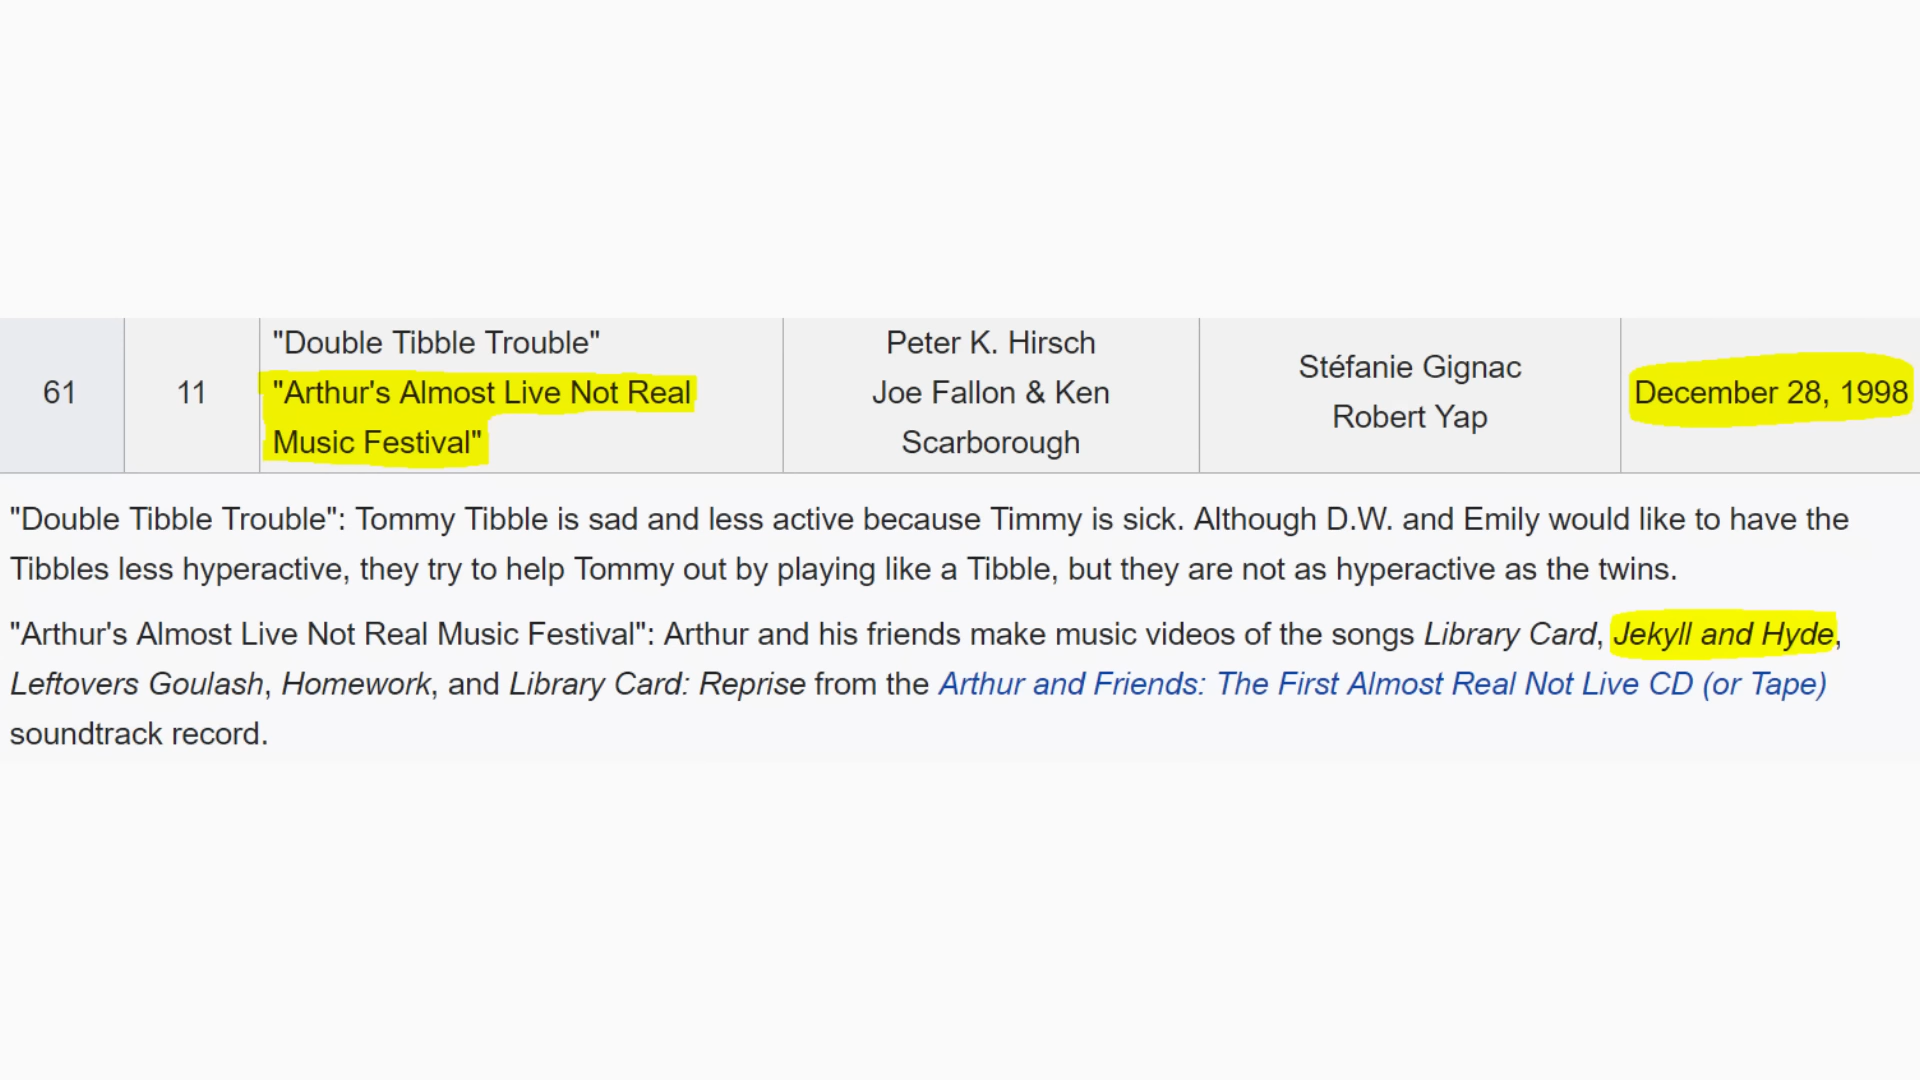 61
11
"Double Tibble Trouble"
"Arthur's Almost Live Not Real
Music Festival"
Peter K. Hirsch
Joe Fallon & Ken
Scarborough
Stéfanie Gignac
Robert Yap
December 28, 1998
"Double Tibble Trouble": Tommy Tibble is sad and less active because Timmy is sick. Although D.W. and Emily would like to have the
Tibbles less hyperactive, they try to help Tommy out by playing like a Tibble, but they are not as hyperactive as the twins.
"Arthur's Almost Live Not Real Music Festival": Arthur and his friends make music videos of the songs Library Card, Jekyll and Hyde,
Leftovers Goulash, Homework, and Library Card: Reprise from the Arthur and Friends: The First Almost Real Not Live CD (or Tape)
soundtrack record.